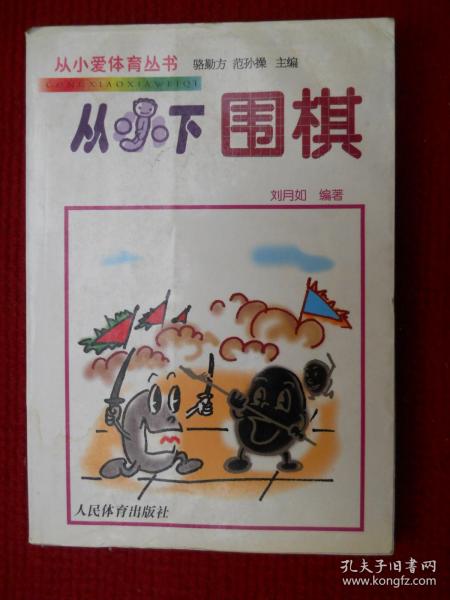 从小爱体育丛书 骆勤方 范孙操 主编
CONGXIAOXIAWEIQI
从小下围棋
刘月如 编著
人民体育出版社
孔夫子旧书网
www.kongfz.com